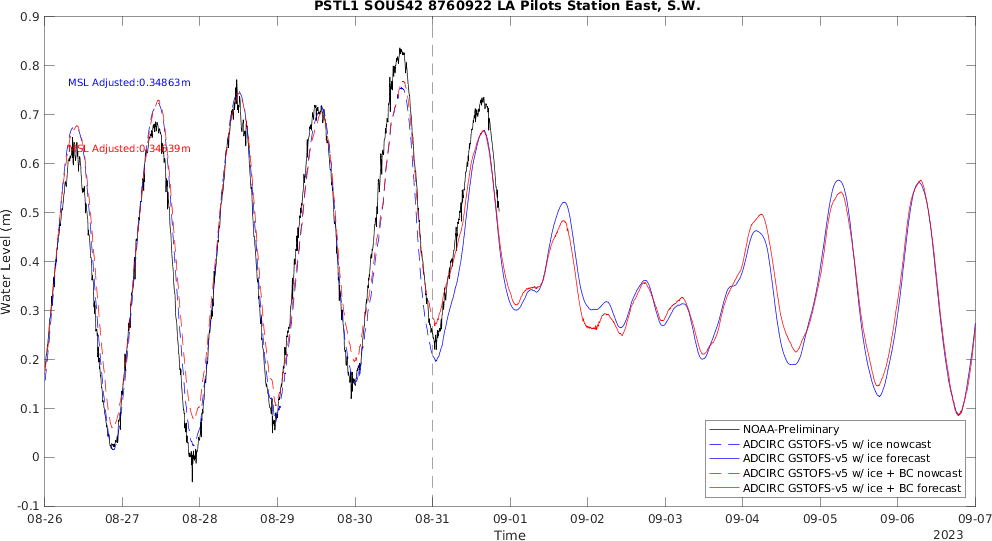 PSTL1 SOUS42 8760922 LA Pilots Station East, S.W.
0.9
0.8
0.7
0.6
0.5
0.4
0.3
0.2
0.1
0
-0.1
Water Level (m)
MSL Adjusted:0.34863m
MSL Adjusted:0.34939m
NOAA-Preliminary
ADCIRC GSTOFS-v5 w/ ice nowcast
ADCIRC GSTOFS-v5 w/ ice forecast
ADCIRC GSTOFS-v5 w/ ice + BC nowcast
ADCIRC GSTOFS-v5 w/ ice + BC forecast
08-26 08-27 08-28 08-29 08-30 08-31 09-01 09-02 09-03 09-04 09-05 09-06 09-07
Time
2023